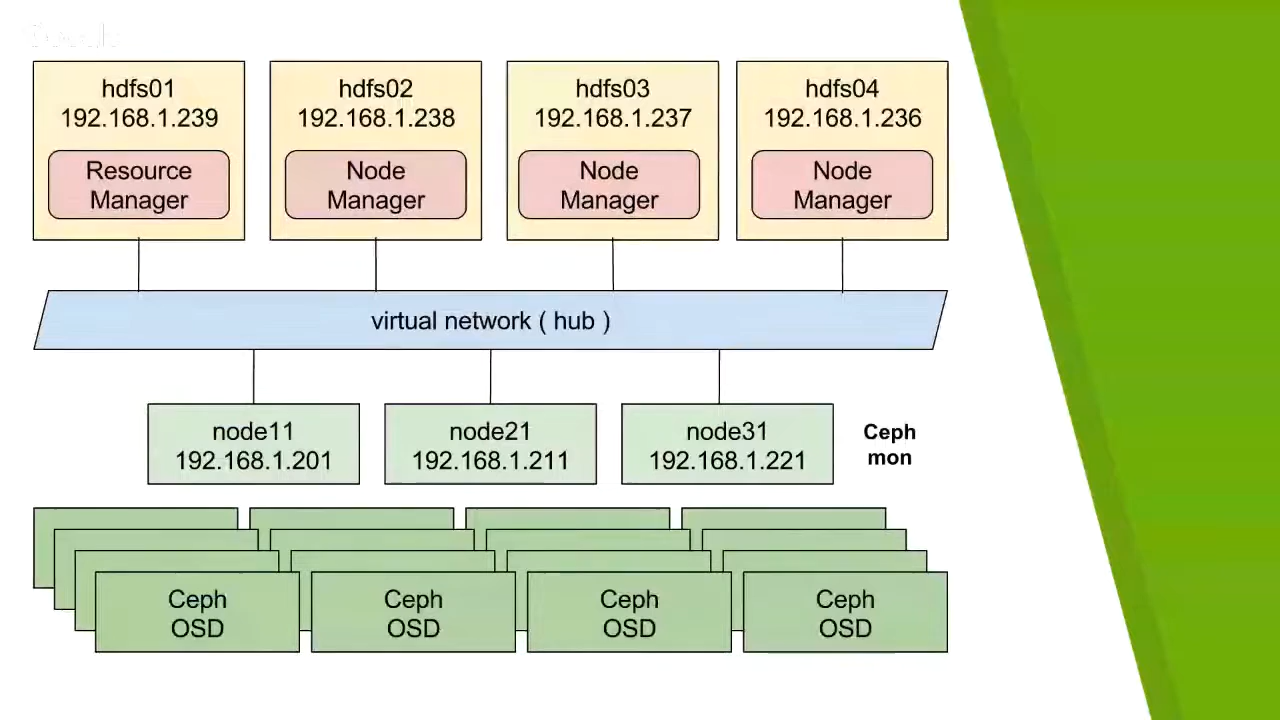 hdfs01
192.168.1.239
Resource
Manager
hdfs02
192.168.1.238
Node
Manager
hdfs03
192.168.1.237
Node
Manager
hdfs04
192.168.1.236
Node
Manager
virtual network ( hub )
node11
192.168.1.201
node21
192.168.1.211
node31
192.168.1.221
Ceph
mon
Ceph
OSD
Ceph
OSD
Ceph
OSD
Ceph
OSD